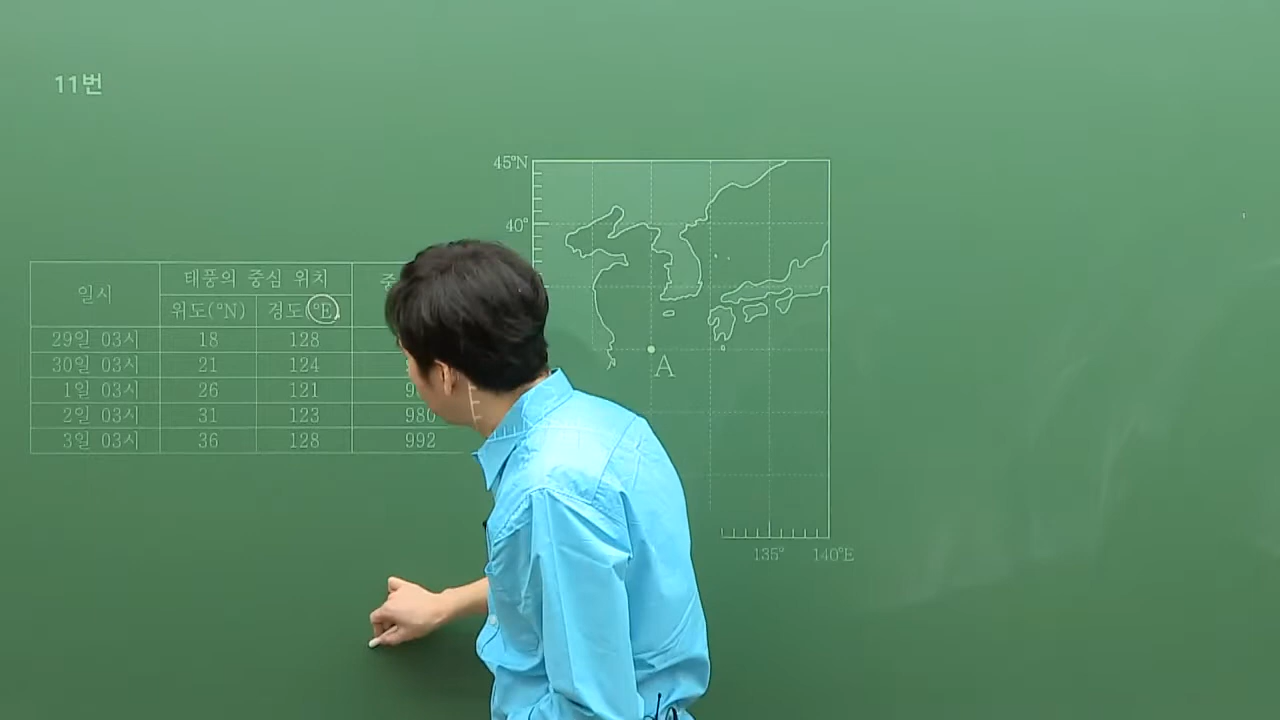 11번
일시
태풍의 중심 위치
위도(°N) 경도(°E)
29일 03시 18 128
30일 03시 21 124
1일 03시 26 121
2일 03시 31 123 980
3일 03시 36 128 992
45°N
40°
A
135° 140°E